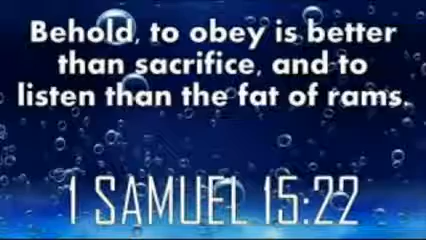 Behold, to obey is better
than sacrifice, and to
listen than the fat of rams.
1 SAMUEL 15:22